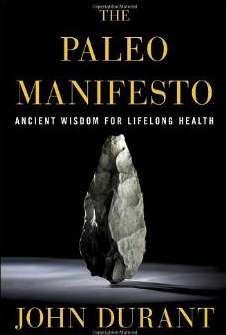 THE
PALEO
MANIFESTO
ANCIENT WISDOM FOR LIFELONG HEALTH
JOHN DURANT